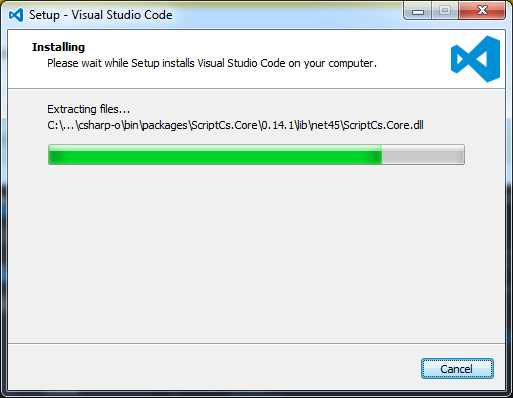 Setup - Visual Studio Code
Installing
Please wait while Setup installs Visual Studio Code on your computer.
Extracting files...
C:\...\csharp-o\bin\packages\ScriptCs.Core\0.14.1\lib\net45\ScriptCs.Core.dll
Cancel